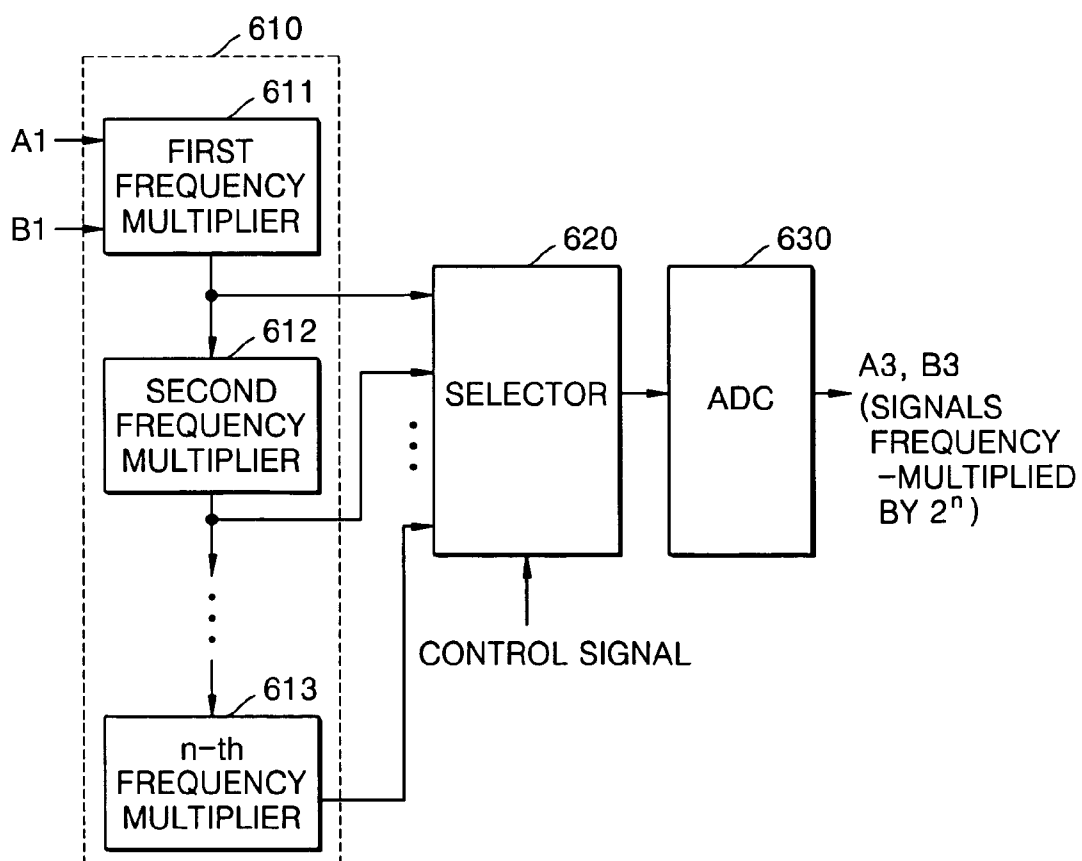 610
611
A1
B1
FIRST
FREQUENCY
MULTIPLIER
612
SECOND
FREQUENCY
MULTIPLIER
613
n-th
FREQUENCY
MULTIPLIER
620
SELECTOR
CONTROL SIGNAL
630
ADC
A3, B3
(SIGNALS
FREQUENCY
-MULTIPLIED
BY 2ⁿ)